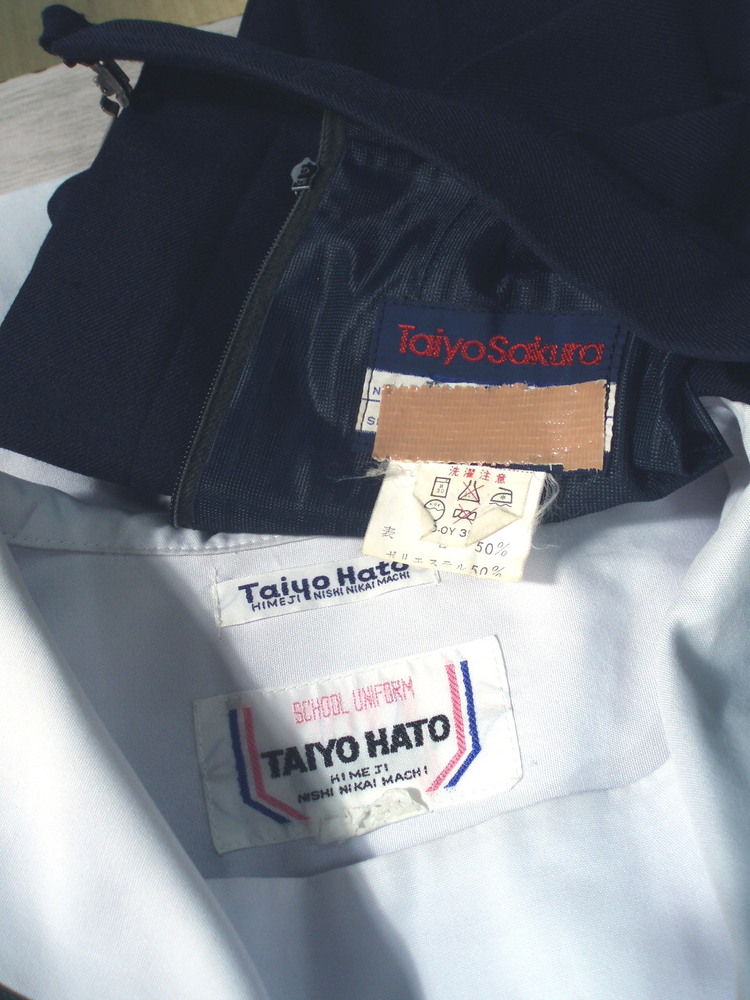 TaiyoSakura
N
S
洗濯注意
表
50%
ポリエステル50%
Taiyo Hato
HIMEJI NISHI NIKAI MACHI
SCHOOL UNIFORM
TAIYO HATO
HIMEJI
NISHI NIKAI MACHI